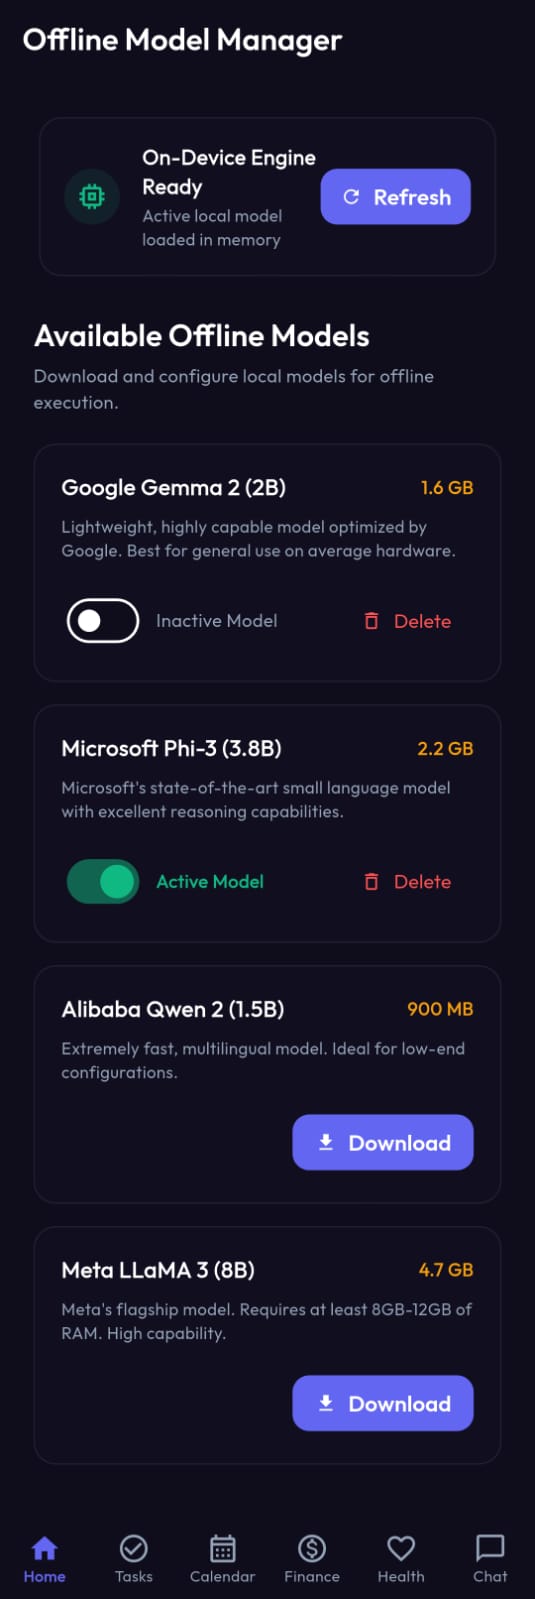 Offline Model Manager
On-Device Engine
Ready
Active local model
loaded in memory
Refresh
Available Offline Models
Download and configure local models for offline
execution.
Google Gemma 2 (2B)
1.6 GB
Lightweight, highly capable model optimized by
Google. Best for general use on average hardware.
Inactive Model
Delete
Microsoft Phi-3 (3.8B)
2.2 GB
Microsoft's state-of-the-art small language model
with excellent reasoning capabilities.
Active Model
Delete
Alibaba Qwen 2 (1.5B)
900 MB
Extremely fast, multilingual model. Ideal for low-end
configurations.
Download
Meta LLaMA 3 (8B)
4.7 GB
Meta's flagship model. Requires at least 8GB-12GB of
RAM. High capability.
Download
Home
Tasks
Calendar
Finance
Health
Chat